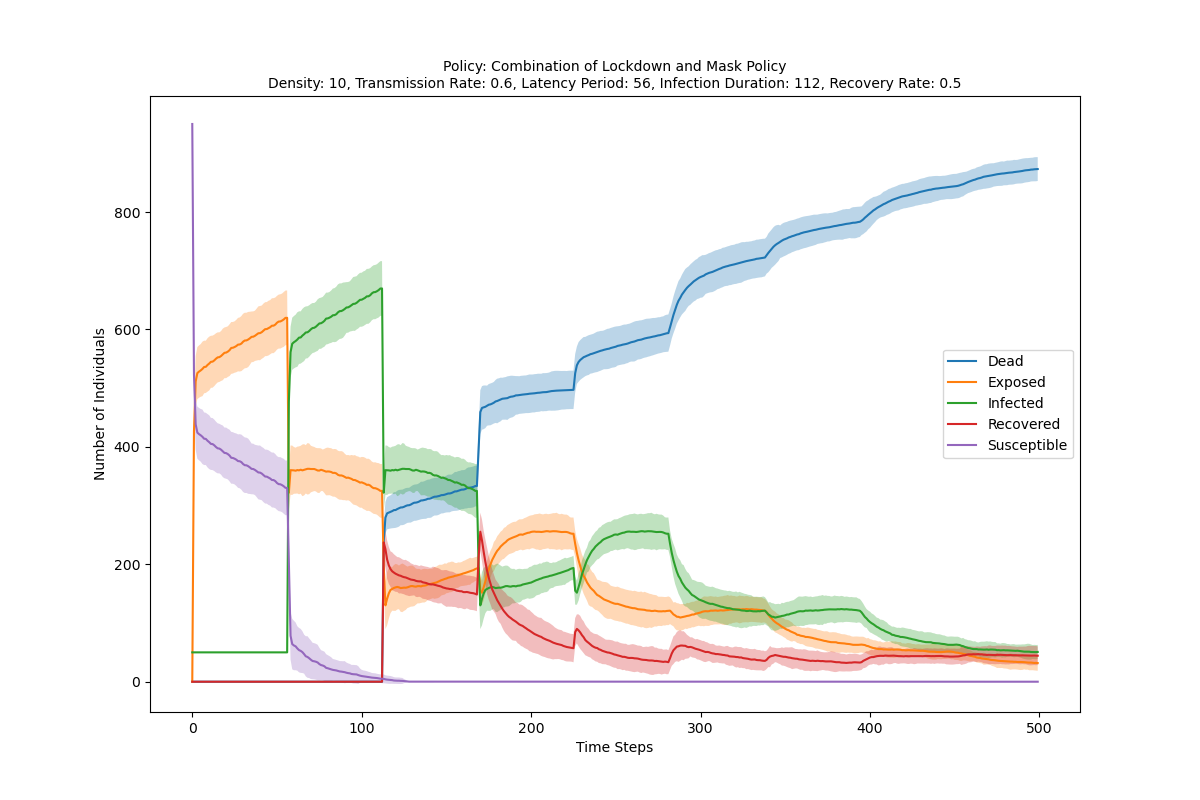 Policy: Combination of Lockdown and Mask Policy
Density: 10, Transmission Rate: 0.6, Latency Period: 56, Infection Duration: 112, Recovery Rate: 0.5
Number of Individuals
800
600
400
200
0
Dead
Exposed
Infected
Recovered
Susceptible
0 100 200 300 400 500
Time Steps